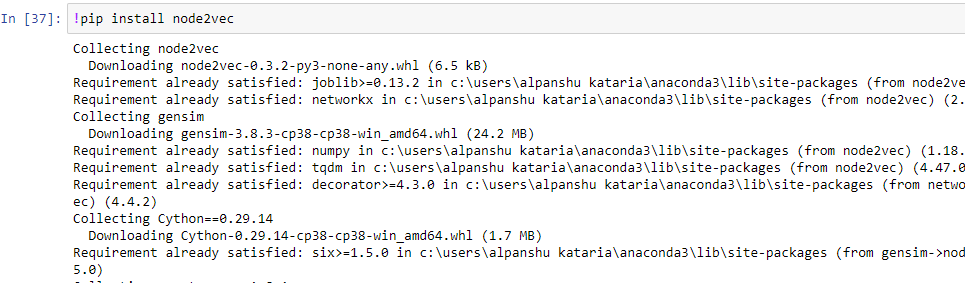 In [37]: !pip install node2vec
Collecting node2vec
Downloading node2vec-0.3.2-py3-none-any.whl (6.5 kB)
Requirement already satisfied: joblib>=0.13.2 in c:\users\alpanshu kataria\anaconda3\lib\site-packages (from node2ve
Requirement already satisfied: networkx in c:\users\alpanshu kataria\anaconda3\lib\site-packages (from node2vec) (2.
Collecting gensim
Downloading gensim-3.8.3-cp38-cp38-win_amd64.whl (24.2 MB)
Requirement already satisfied: numpy in c:\users\alpanshu kataria\anaconda3\lib\site-packages (from node2vec) (1.18.
Requirement already satisfied: tqdm in c:\users\alpanshu kataria\anaconda3\lib\site-packages (from node2vec) (4.47.0
Requirement already satisfied: decorator>=4.3.0 in c:\users\alpanshu kataria\anaconda3\lib\site-packages (from netwo
ec) (4.4.2)
Collecting Cython==0.29.14
Downloading Cython-0.29.14-cp38-cp38-win_amd64.whl (1.7 MB)
Requirement already satisfied: six>=1.5.0 in c:\users\alpanshu kataria\anaconda3\lib\site-packages (from gensim->nod
5.0)